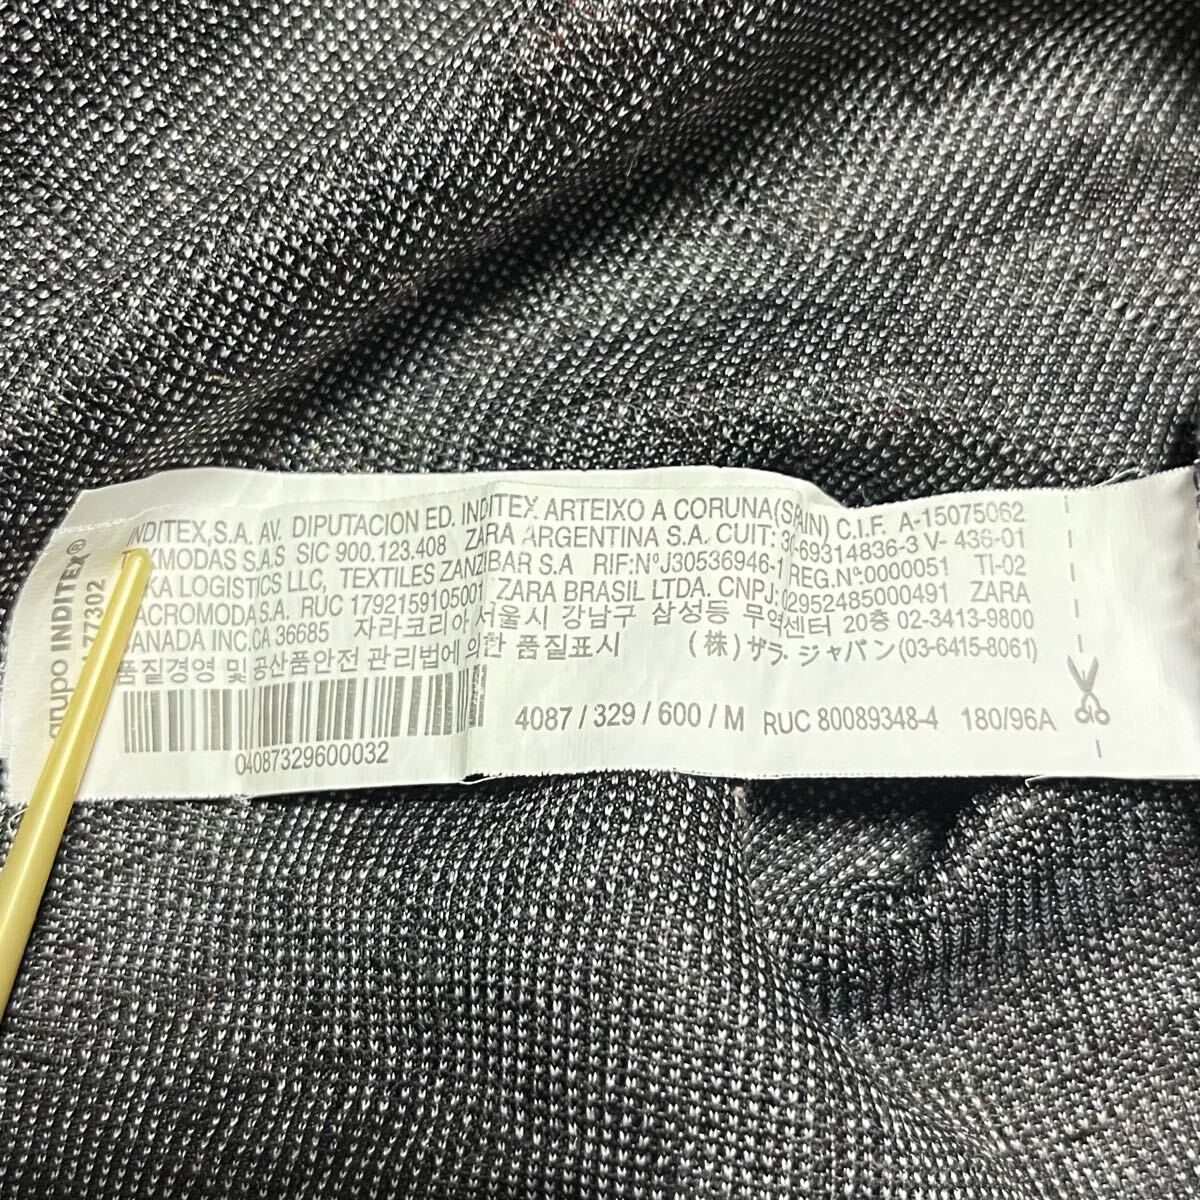 INDITEX,S.A. AV. DIPUTACION ED. INDITEX ARTEIXO A CORUNA(SPAIN) C.I.F. A-15075062
S.A.S SIC 900.123.408 ZARA ARGENTINA S.A. CUIT: 30-69314836-3 V- 436-01
LOGISTICS LLC, TEXTILES ZANZIBAR S.A RIF:NºJ30536946-1 REG.Nº:0000051 TI-02
S.A. RUC 1792159105001 ZARA BRASIL LTDA. CNPJ: 02952485000491 ZARA
CANADA INC.CA 36685 자라코리아 서울시 강남구 삼성동 무역센터 20층 02-3413-9800
품질경영 및 공산품안전 관리법에 의한 품질표시 (株)ザラ・ジャパン(03-6415-8061)
4087 / 329 / 600 / M RUC 80089348-4 180/96A
04087329600032
grupo INDITEX®